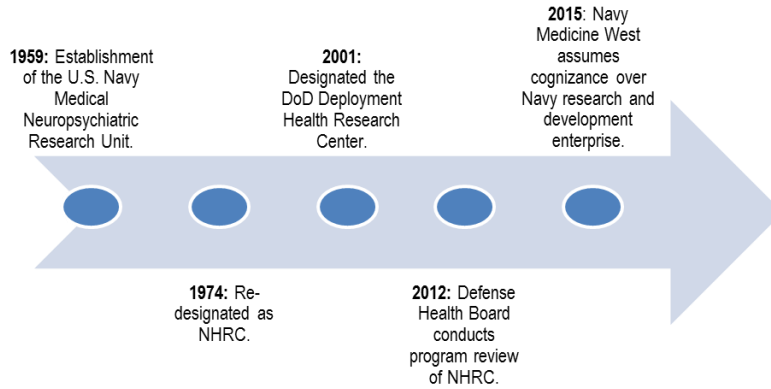 1959: Establishment
of the U.S. Navy
Medical
Neuropsychiatric
Research Unit.
1974: Re-
designated as
NHRC.
2001:
Designated the
DoD Deployment
Health Research
Center.
2012: Defense
Health Board
conducts
program review
of NHRC.
2015: Navy
Medicine West
assumes
cognizance over
Navy research and
development
enterprise.